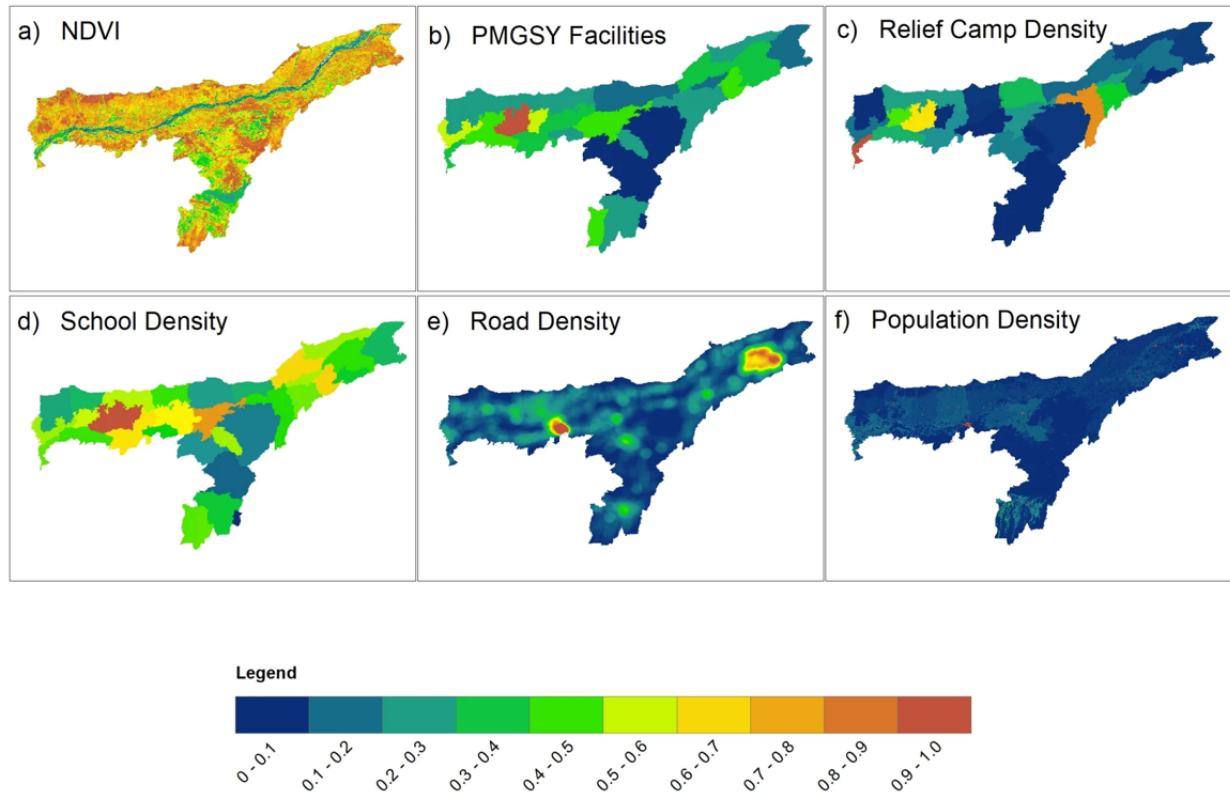 a) NDVI
b) PMGSY Facilities
c) Relief Camp Density
d) School Density
e) Road Density
f) Population Density
Legend
0 - 0.1
0.1 - 0.2
0.2 - 0.3
0.3 - 0.4
0.4 - 0.5
0.5 - 0.6
0.6 - 0.7
0.7 - 0.8
0.8 - 0.9
0.9 - 1.0